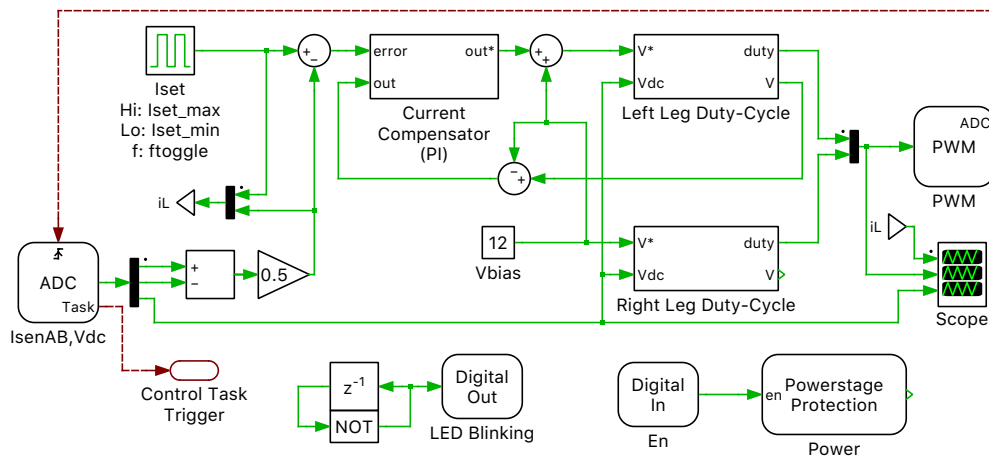 Iset
Hi: Iset_max
Lo: Iset_min
f: ftoggle
+
−
error
out*
out
Current
Compensator
(PI)
+
+
V*
duty
Vdc
V
Left Leg Duty-Cycle
ADC
PWM
PWM
−
+
iL
12
Vbias
V*
duty
Vdc
V
Right Leg Duty-Cycle
iL
Scope
ADC
Task
IsenAB,Vdc
+
−
0.5
Control Task
Trigger
z-1
NOT
Digital
Out
LED Blinking
Digital
In
En
en
Powerstage
Protection
Power